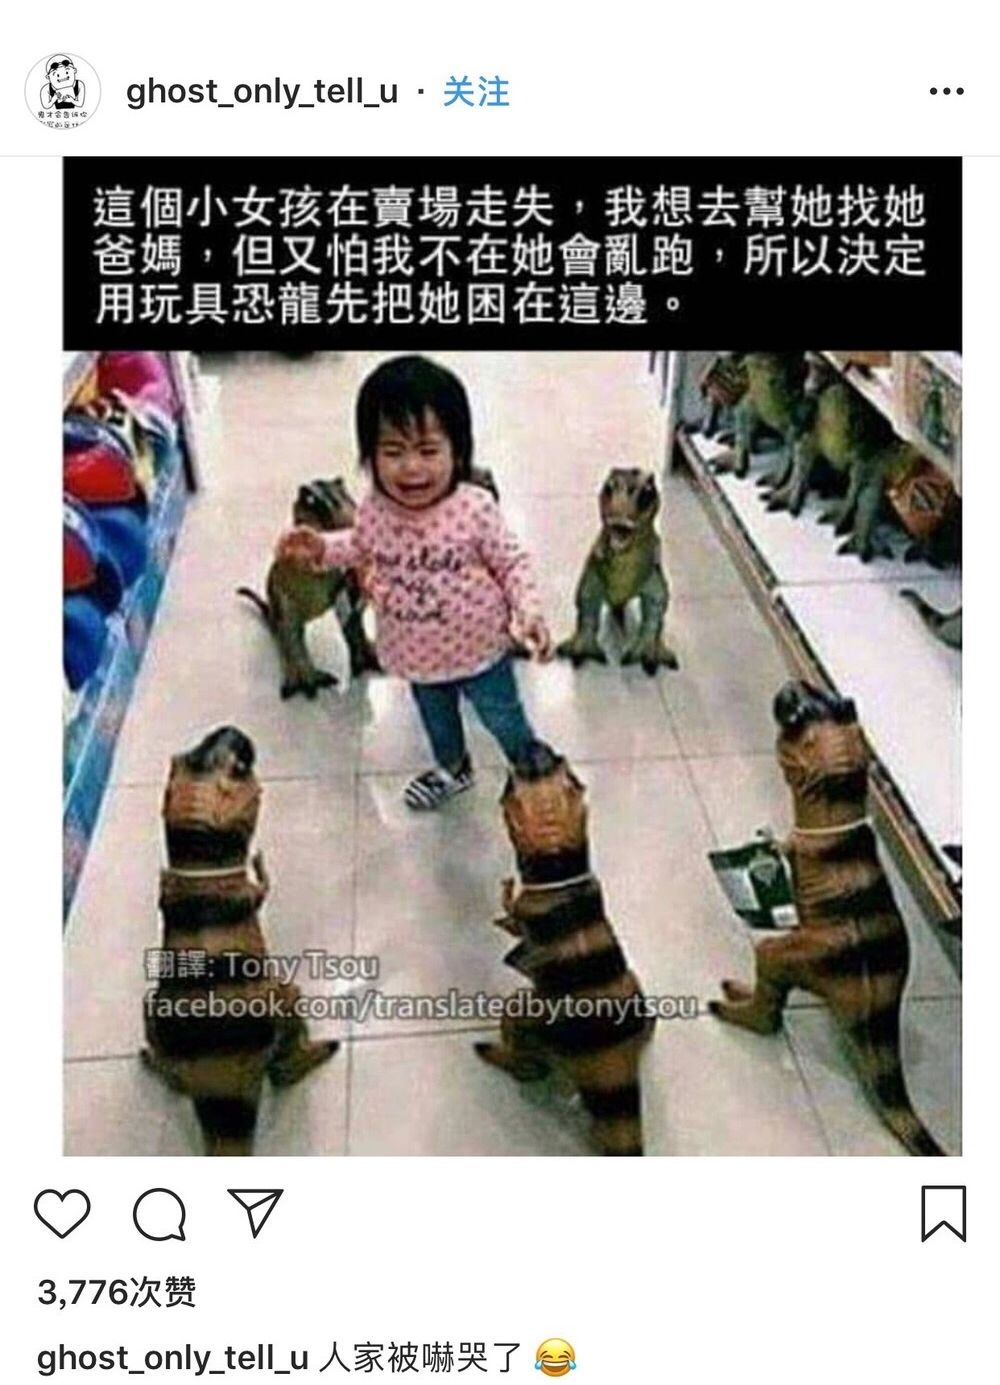 ghost_only_tell_u · 关注
這個小女孩在賣場走失，我想去幫她找她
爸媽，但又怕我不在她會亂跑，所以決定
用玩具恐龍先把她困在這邊。
翻譯: Tony Tsou
facebook.com/translatedbytonytsou
3,776次赞
ghost_only_tell_u 人家被嚇哭了 😂